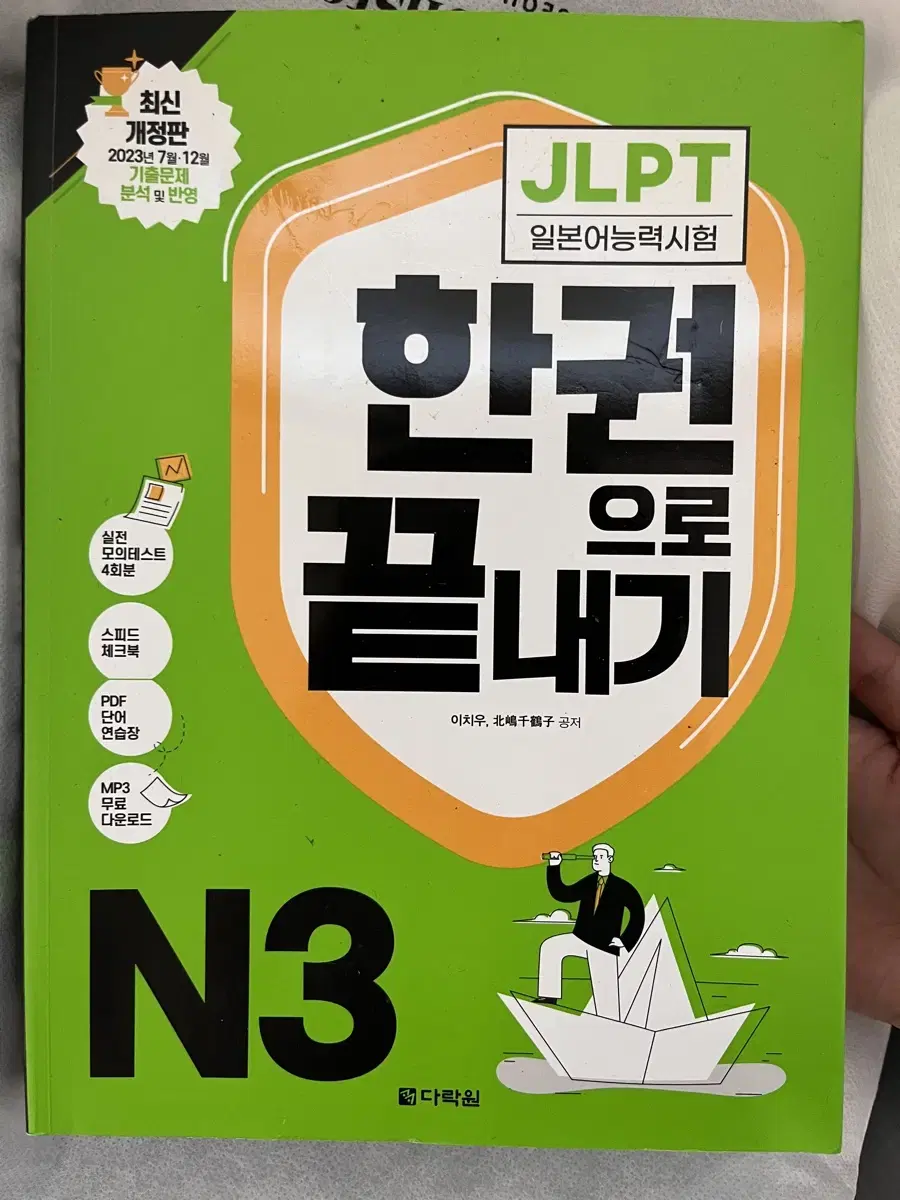 최신
개정판
2023년 7월·12월
기출문제
분석 및 반영
JLPT
일본어능력시험
한권
으로
끝내기
이치우, 北嶋千鶴子 공저
실전
모의테스트
4회분
스피드
체크북
PDF
단어
연습장
MP3
무료
다운로드
N3
다락원